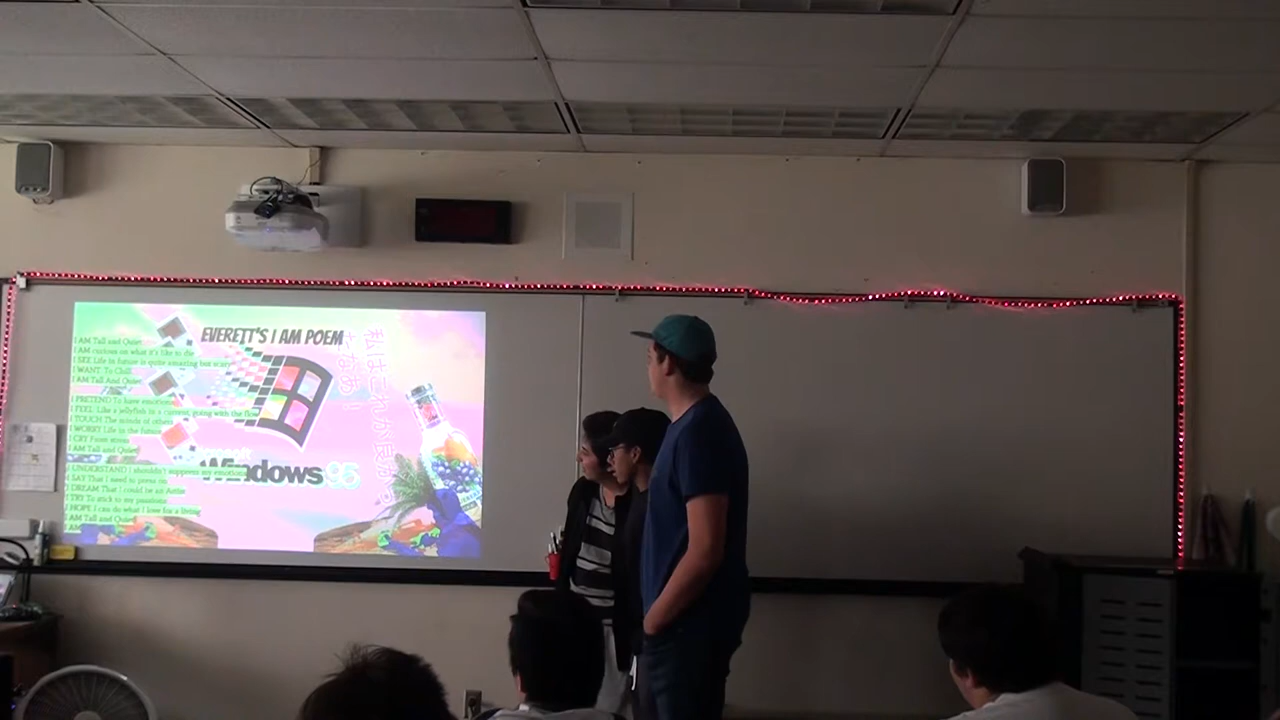 EVERETT'S I AM POEM
I AM Tall and Quiet
I AM curious on what it's like to die
I SEE Life in future is quite amazing but scary
I WANT To Chill
I AM Tall And Quiet
I PRETEND To have emotions
I FEEL Like a jellyfish in a current, going with the flow
I TOUCH The minds of others
I WORRY Life in the future
I CRY From stress
I AM Tall and Quiet
I UNDERSTAND I shouldn't suppress my emotions
I SAY That I need to press on
I DREAM That I could be an Artist
I TRY To stick to my passions
I HOPE I can do what I love for a living
I AM Tall and Quiet
I AM
Windows 95